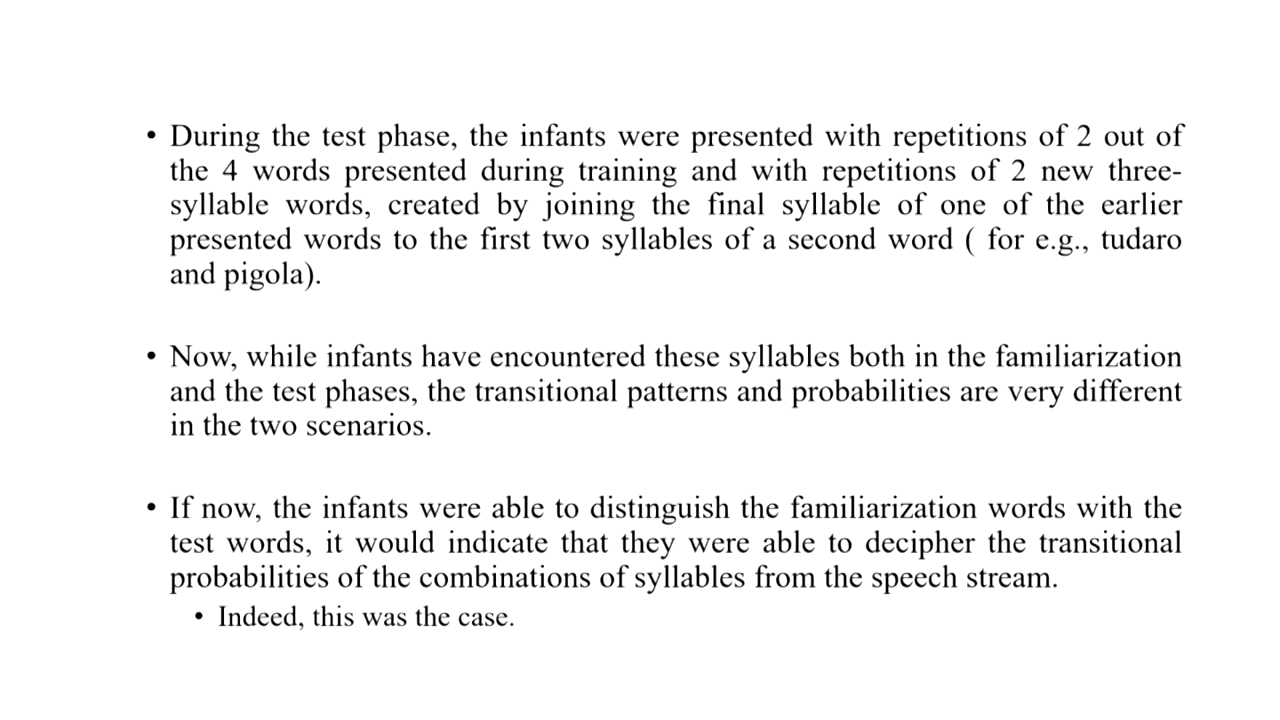 • During the test phase, the infants were presented with repetitions of 2 out of
the 4 words presented during training and with repetitions of 2 new three-
syllable words, created by joining the final syllable of one of the earlier
presented words to the first two syllables of a second word ( for e.g., tudaro
and pigola).
• Now, while infants have encountered these syllables both in the familiarization
and the test phases, the transitional patterns and probabilities are very different
in the two scenarios.
• If now, the infants were able to distinguish the familiarization words with the
test words, it would indicate that they were able to decipher the transitional
probabilities of the combinations of syllables from the speech stream.
• Indeed, this was the case.